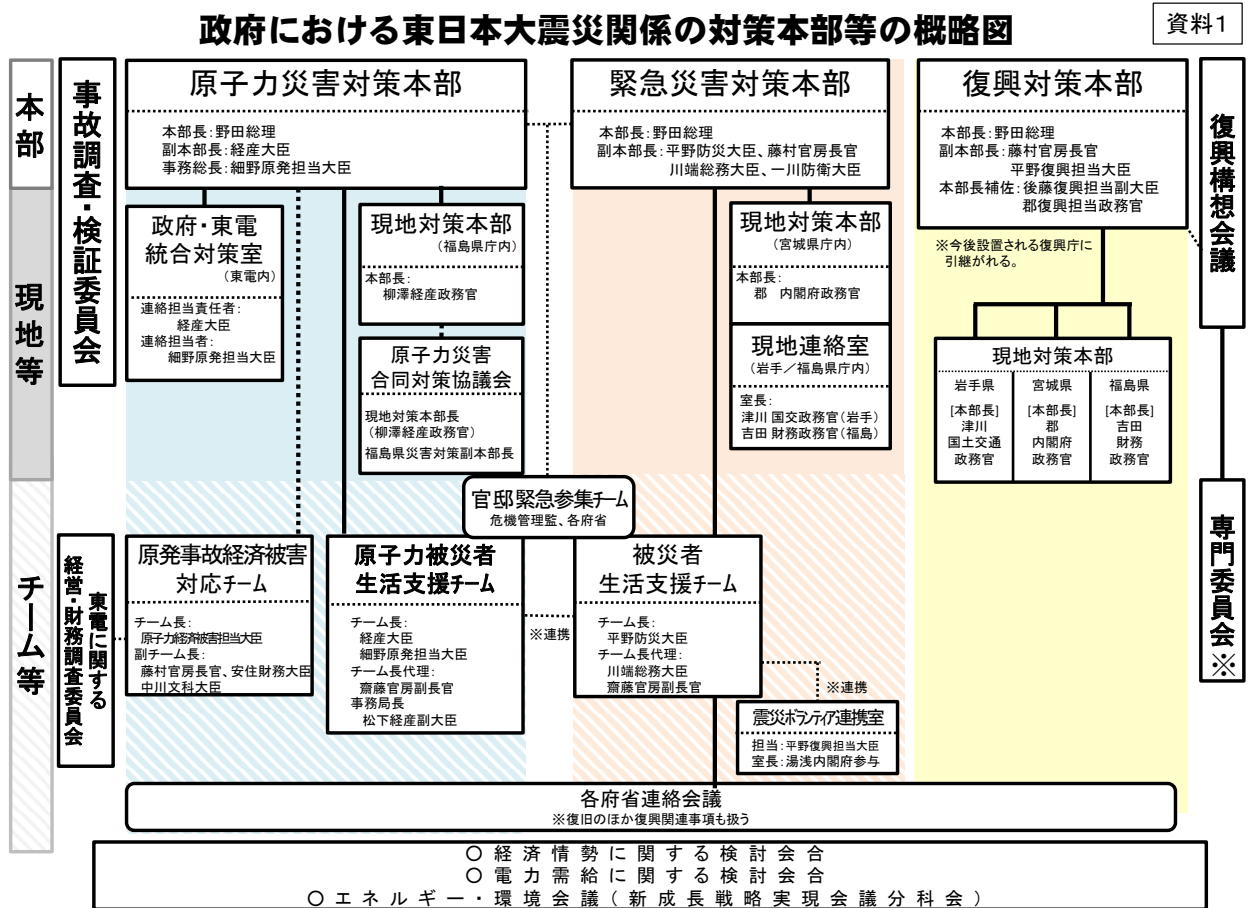 政府における東日本大震災関係の対策本部等の概略図
資料1
本部
現地等
チーム等
事故調査・検証委員会
東電に関する
経営・財務調査委員会
原子力災害対策本部
本部長:野田総理
副本部長:経産大臣
事務総長:細野原発担当大臣
政府・東電
統合対策室
(東電内)
連絡担当責任者:
経産大臣
連絡担当者:
細野原発担当大臣
現地対策本部
(福島県庁内)
本部長:
柳澤経産政務官
原子力災害
合同対策協議会
現地対策本部長
(柳澤経産政務官)
福島県災害対策副本部長
緊急災害対策本部
本部長:野田総理
副本部長:平野防災大臣、藤村官房長官
川端総務大臣、一川防衛大臣
現地対策本部
(宮城県庁内)
本部長:
郡 内閣府政務官
現地連絡室
(岩手/福島県庁内)
室長:
津川 国交政務官(岩手)
吉田 財務政務官(福島)
復興対策本部
本部長:野田総理
副本部長:藤村官房長官
平野復興担当大臣
本部長補佐:後藤復興担当副大臣
郡復興担当政務官
※今後設置される復興庁に
引継がれる。
現地対策本部
岩手県
[本部長]
津川
国土交通
政務官
宮城県
[本部長]
郡
内閣府
政務官
福島県
[本部長]
吉田
財務
政務官
復興構想会議
専門委員会※
官邸緊急参集チーム
危機管理監、各府省
原発事故経済被害
対応チーム
チーム長:
原子力経済被害担当大臣
副チーム長:
藤村官房長官、安住財務大臣
中川文科大臣
原子力被災者
生活支援チーム
チーム長:
経産大臣
細野原発担当大臣
チーム長代理:
齋藤官房副長官
事務局長
松下経産副大臣
※連携
被災者
生活支援チーム
チーム長:
平野防災大臣
チーム長代理:
川端総務大臣
齋藤官房副長官
※連携
震災ボランティア連携室
担当:平野復興担当大臣
室長:湯浅内閣府参与
各府省連絡会議
※復旧のほか復興関連事項も扱う
○経済情勢に関する検討会合
○電力需給に関する検討会合
○エネルギー・環境会議(新成長戦略実現会議分科会)